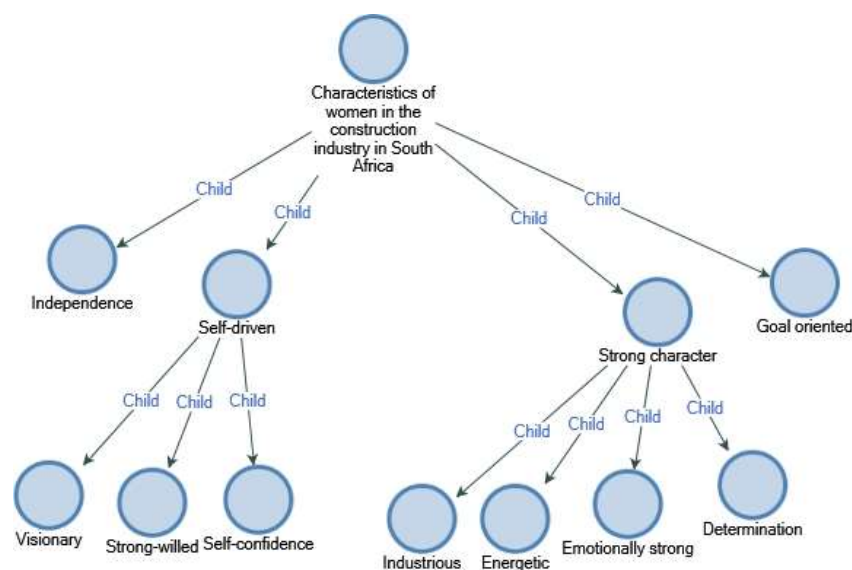 Characteristics of
women in the
construction
industry in South
Africa
Child
Child
Child
Child
Independence
Self-driven
Strong character
Goal oriented
Child
Child
Child
Child
Child
Child
Child
Visionary
Strong-willed
Self-confidence
Industrious
Energetic
Emotionally strong
Determination